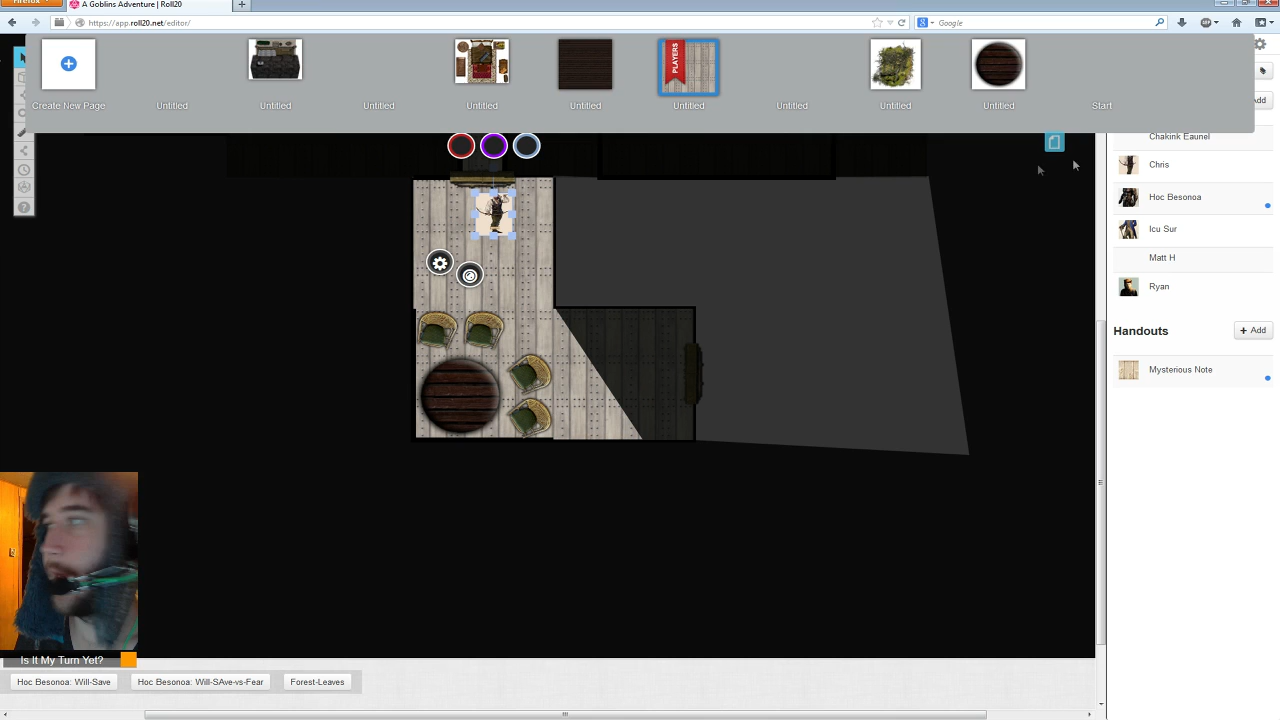 Firefox
A Goblins Adventure | Roll20
https://app.roll20.net/editor/
Google
PLAYERS
Create New Page
Untitled
Untitled
Untitled
Untitled
Untitled
Untitled
Untitled
Untitled
Untitled
Start
Add
Chakink Eaunel
Chris
Hoc Besonoa
Icu Sur
Matt H
Ryan
Handouts
+ Add
Mysterious Note
Is It My Turn Yet?
Hoc Besonoa: Will-Save
Hoc Besonoa: Will-SAve-vs-Fear
Forest-Leaves